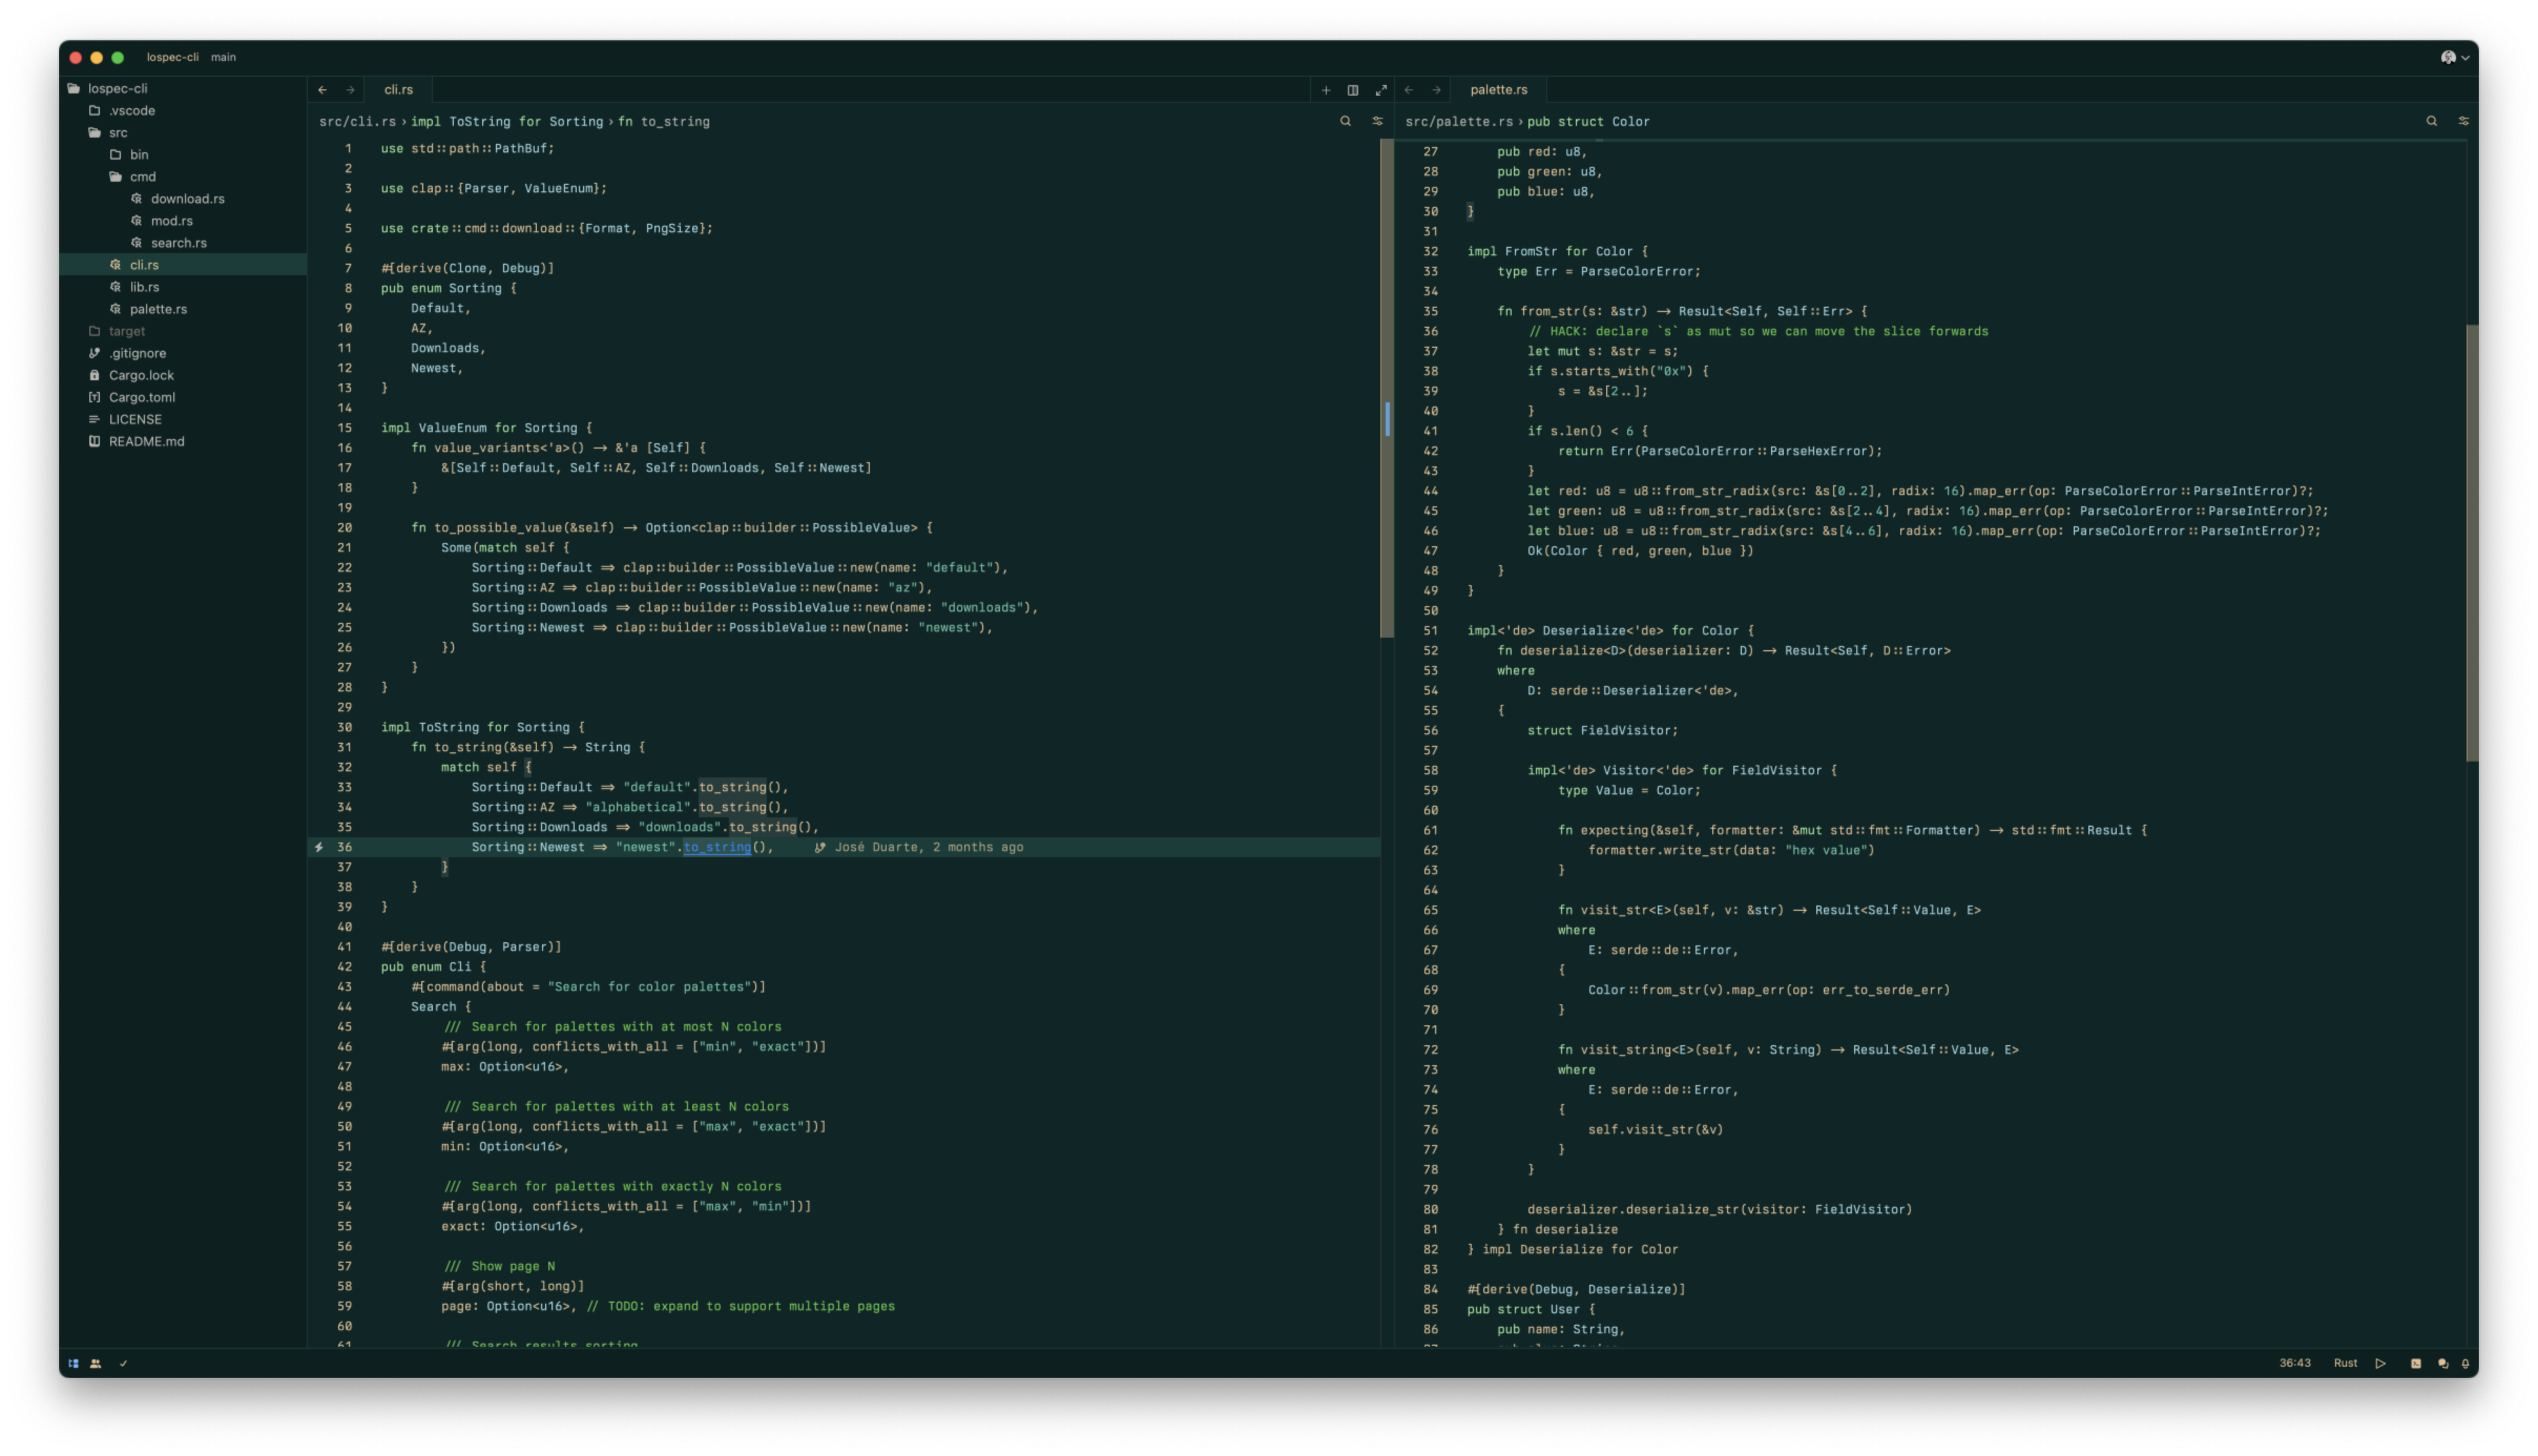 lospec-cli main
lospec-cli
.vscode
src
bin
cmd
download.rs
mod.rs
search.rs
cli.rs
lib.rs
palette.rs
target
.gitignore
Cargo.lock
Cargo.toml
LICENSE
README.md
cli.rs
src/cli.rs › impl ToString for Sorting › fn to_string
1 use std::path::PathBuf;
2
3 use clap::{Parser, ValueEnum};
4
5 use crate::cmd::download::{Format, PngSize};
6
7 #[derive(Clone, Debug)]
8 pub enum Sorting {
9     Default,
10     AZ,
11     Downloads,
12     Newest,
13 }
14
15 impl ValueEnum for Sorting {
16     fn value_variants<'a>() -> &'a [Self] {
17         &[Self::Default, Self::AZ, Self::Downloads, Self::Newest]
18     }
19
20     fn to_possible_value(&self) -> Option<clap::builder::PossibleValue> {
21         Some(match self {
22             Sorting::Default => clap::builder::PossibleValue::new(name: "default"),
23             Sorting::AZ => clap::builder::PossibleValue::new(name: "az"),
24             Sorting::Downloads => clap::builder::PossibleValue::new(name: "downloads"),
25             Sorting::Newest => clap::builder::PossibleValue::new(name: "newest"),
26         })
27     }
28 }
29
30 impl ToString for Sorting {
31     fn to_string(&self) -> String {
32         match self {
33             Sorting::Default => "default".to_string(),
34             Sorting::AZ => "alphabetical".to_string(),
35             Sorting::Downloads => "downloads".to_string(),
36             Sorting::Newest => "newest".to_string(), José Duarte, 2 months ago
37         }
38     }
39 }
40
41 #[derive(Debug, Parser)]
42 pub enum Cli {
43     #[command(about = "Search for color palettes")]
44     Search {
45         /// Search for palettes with at most N colors
46         #[arg(long, conflicts_with_all = ["min", "exact"])]
47         max: Option<u16>,
48
49         /// Search for palettes with at least N colors
50         #[arg(long, conflicts_with_all = ["max", "exact"])]
51         min: Option<u16>,
52
53         /// Search for palettes with exactly N colors
54         #[arg(long, conflicts_with_all = ["max", "min"])]
55         exact: Option<u16>,
56
57         /// Show page N
58         #[arg(short, long)]
59         page: Option<u16>, // TODO: expand to support multiple pages
60
61         /// Search results sorting
palette.rs
src/palette.rs › pub struct Color
27     pub red: u8,
28     pub green: u8,
29     pub blue: u8,
30 }
31
32 impl FromStr for Color {
33     type Err = ParseColorError;
34
35     fn from_str(s: &str) -> Result<Self, Self::Err> {
36         // HACK: declare `s` as mut so we can move the slice forwards
37         let mut s: &str = s;
38         if s.starts_with("0x") {
39             s = &s[2..];
40         }
41         if s.len() < 6 {
42             return Err(ParseColorError::ParseHexError);
43         }
44         let red: u8 = u8::from_str_radix(src: &s[0..2], radix: 16).map_err(op: ParseColorError::ParseIntError)?;
45         let green: u8 = u8::from_str_radix(src: &s[2..4], radix: 16).map_err(op: ParseColorError::ParseIntError)?;
46         let blue: u8 = u8::from_str_radix(src: &s[4..6], radix: 16).map_err(op: ParseColorError::ParseIntError)?;
47         Ok(Color { red, green, blue })
48     }
49 }
50
51 impl<'de> Deserialize<'de> for Color {
52     fn deserialize<D>(deserializer: D) -> Result<Self, D::Error>
53     where
54         D: serde::Deserializer<'de>,
55     {
56         struct FieldVisitor;
57
58         impl<'de> Visitor<'de> for FieldVisitor {
59             type Value = Color;
60
61             fn expecting(&self, formatter: &mut std::fmt::Formatter) -> std::fmt::Result {
62                 formatter.write_str(data: "hex value")
63             }
64
65             fn visit_str<E>(self, v: &str) -> Result<Self::Value, E>
66             where
67                 E: serde::de::Error,
68             {
69                 Color::from_str(v).map_err(op: err_to_serde_err)
70             }
71
72             fn visit_string<E>(self, v: String) -> Result<Self::Value, E>
73             where
74                 E: serde::de::Error,
75             {
76                 self.visit_str(&v)
77             }
78         }
79
80         deserializer.deserialize_str(visitor: FieldVisitor)
81     } fn deserialize
82 } impl Deserialize for Color
83
84 #[derive(Debug, Deserialize)]
85 pub struct User {
86     pub name: String,
36:43 Rust